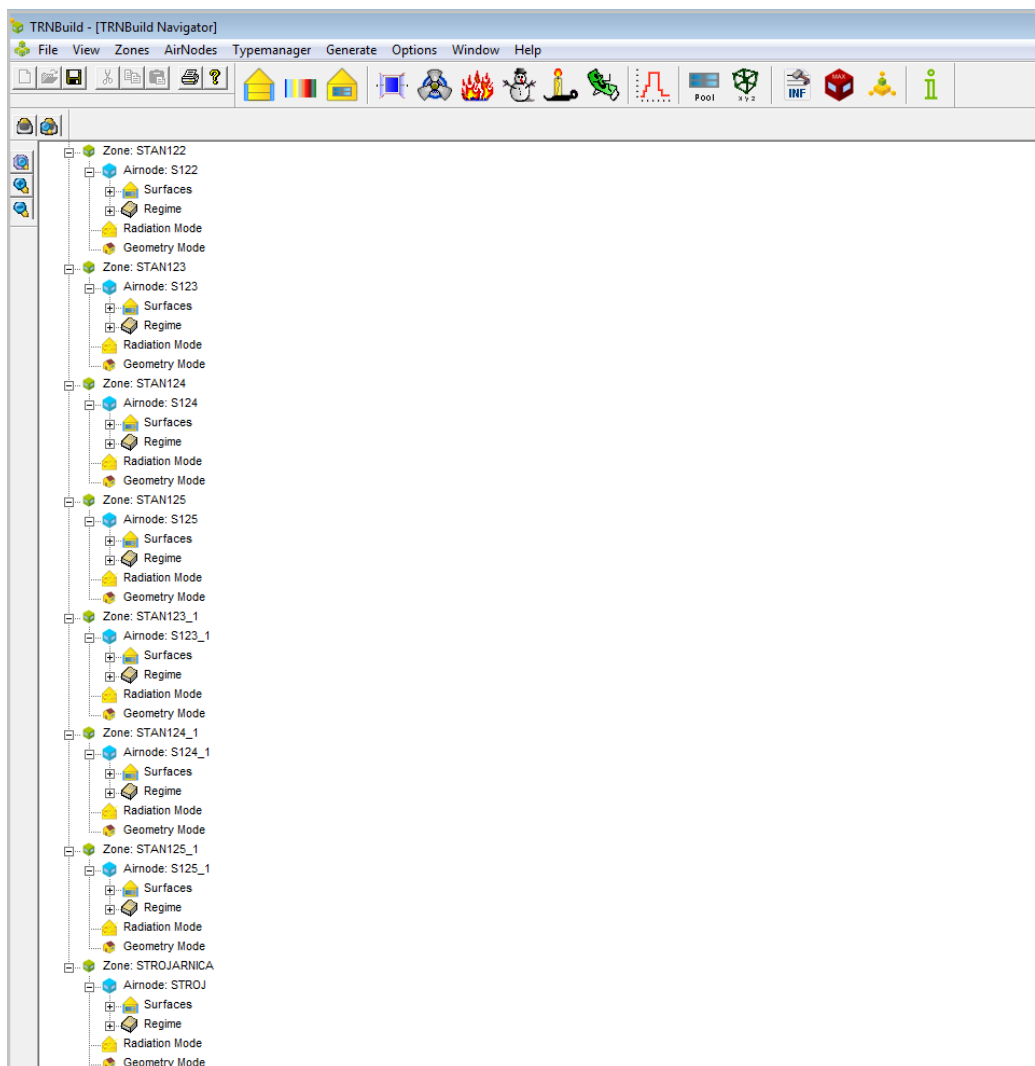 TRNBuild - [TRNBuild Navigator]
File View Zones AirNodes Typemanager Generate Options Window Help
Pool
x y z
INF
MAX
Zone: STAN122
Airnode: S122
Surfaces
Regime
Radiation Mode
Geometry Mode
Zone: STAN123
Airnode: S123
Surfaces
Regime
Radiation Mode
Geometry Mode
Zone: STAN124
Airnode: S124
Surfaces
Regime
Radiation Mode
Geometry Mode
Zone: STAN125
Airnode: S125
Surfaces
Regime
Radiation Mode
Geometry Mode
Zone: STAN123_1
Airnode: S123_1
Surfaces
Regime
Radiation Mode
Geometry Mode
Zone: STAN124_1
Airnode: S124_1
Surfaces
Regime
Radiation Mode
Geometry Mode
Zone: STAN125_1
Airnode: S125_1
Surfaces
Regime
Radiation Mode
Geometry Mode
Zone: STROJARNICA
Airnode: STROJ
Surfaces
Regime
Radiation Mode
Geometry Mode